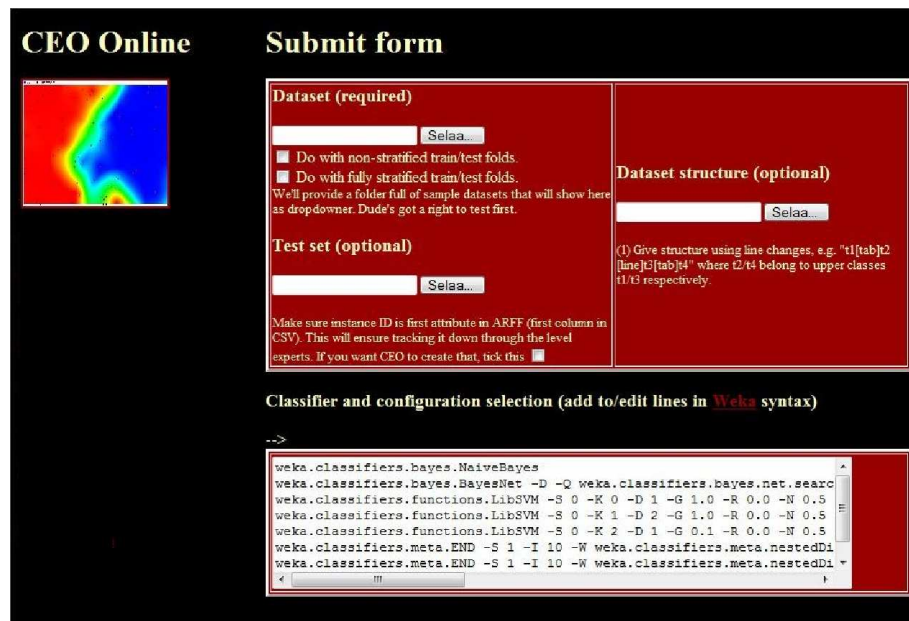 CEO Online
Submit form
Dataset (required)
Selaa...
Do with non-stratified train/test folds.
Do with fully stratified train/test folds.
We'll provide a folder full of sample datasets that will show here
as dropdowner. Dude's got a right to test first.
Test set (optional)
Selaa...
Make sure instance ID is first attribute in ARFF (first column in
CSV). This will ensure tracking it down through the level
experts. If you want CEO to create that, tick this
Dataset structure (optional)
Selaa...
(1) Give structure using line changes, e.g. "t1[tab]t2
[line]t3[tab]t4" where t2/t4 belong to upper classes
t1/t3 respectively.
Classifier and configuration selection (add to/edit lines in Weka syntax)
-->
weka.classifiers.bayes.NaiveBayes
weka.classifiers.bayes.BayesNet -D -Q weka.classifiers.bayes.net.searc
weka.classifiers.functions.LibSVM -S 0 -K 0 -D 1 -G 1.0 -R 0.0 -N 0.5
weka.classifiers.functions.LibSVM -S 0 -K 1 -D 2 -G 1.0 -R 0.0 -N 0.5
weka.classifiers.functions.LibSVM -S 0 -K 2 -D 1 -G 0.1 -R 0.0 -N 0.5
weka.classifiers.meta.END -S 1 -I 10 -W weka.classifiers.meta.nestedDi
weka.classifiers.meta.END -S 1 -I 10 -W weka.classifiers.meta.nestedDi